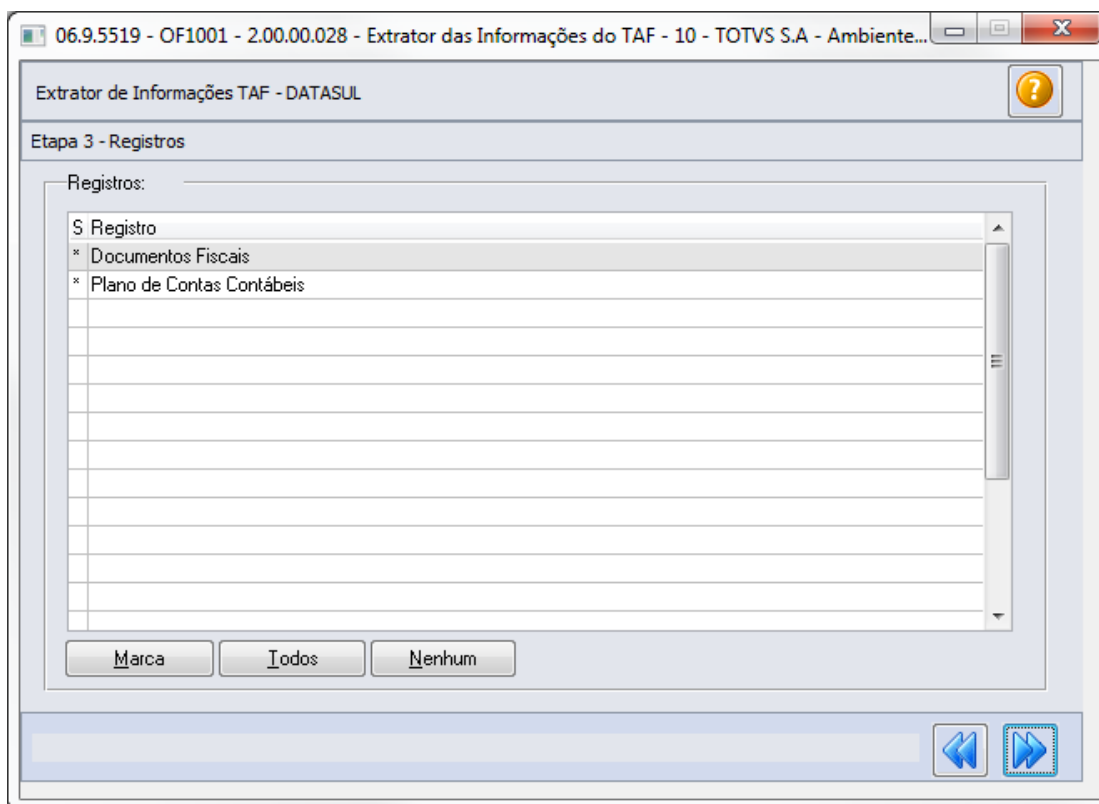 06.9.5519 - OF1001 - 2.00.00.028 - Extrator das Informações do TAF - 10 - TOTVS S.A - Ambiente...
Extrator de Informações TAF - DATASUL
Etapa 3 - Registros
Registros:
S Registro
* Documentos Fiscais
* Plano de Contas Contábeis
Marca Todos Nenhum